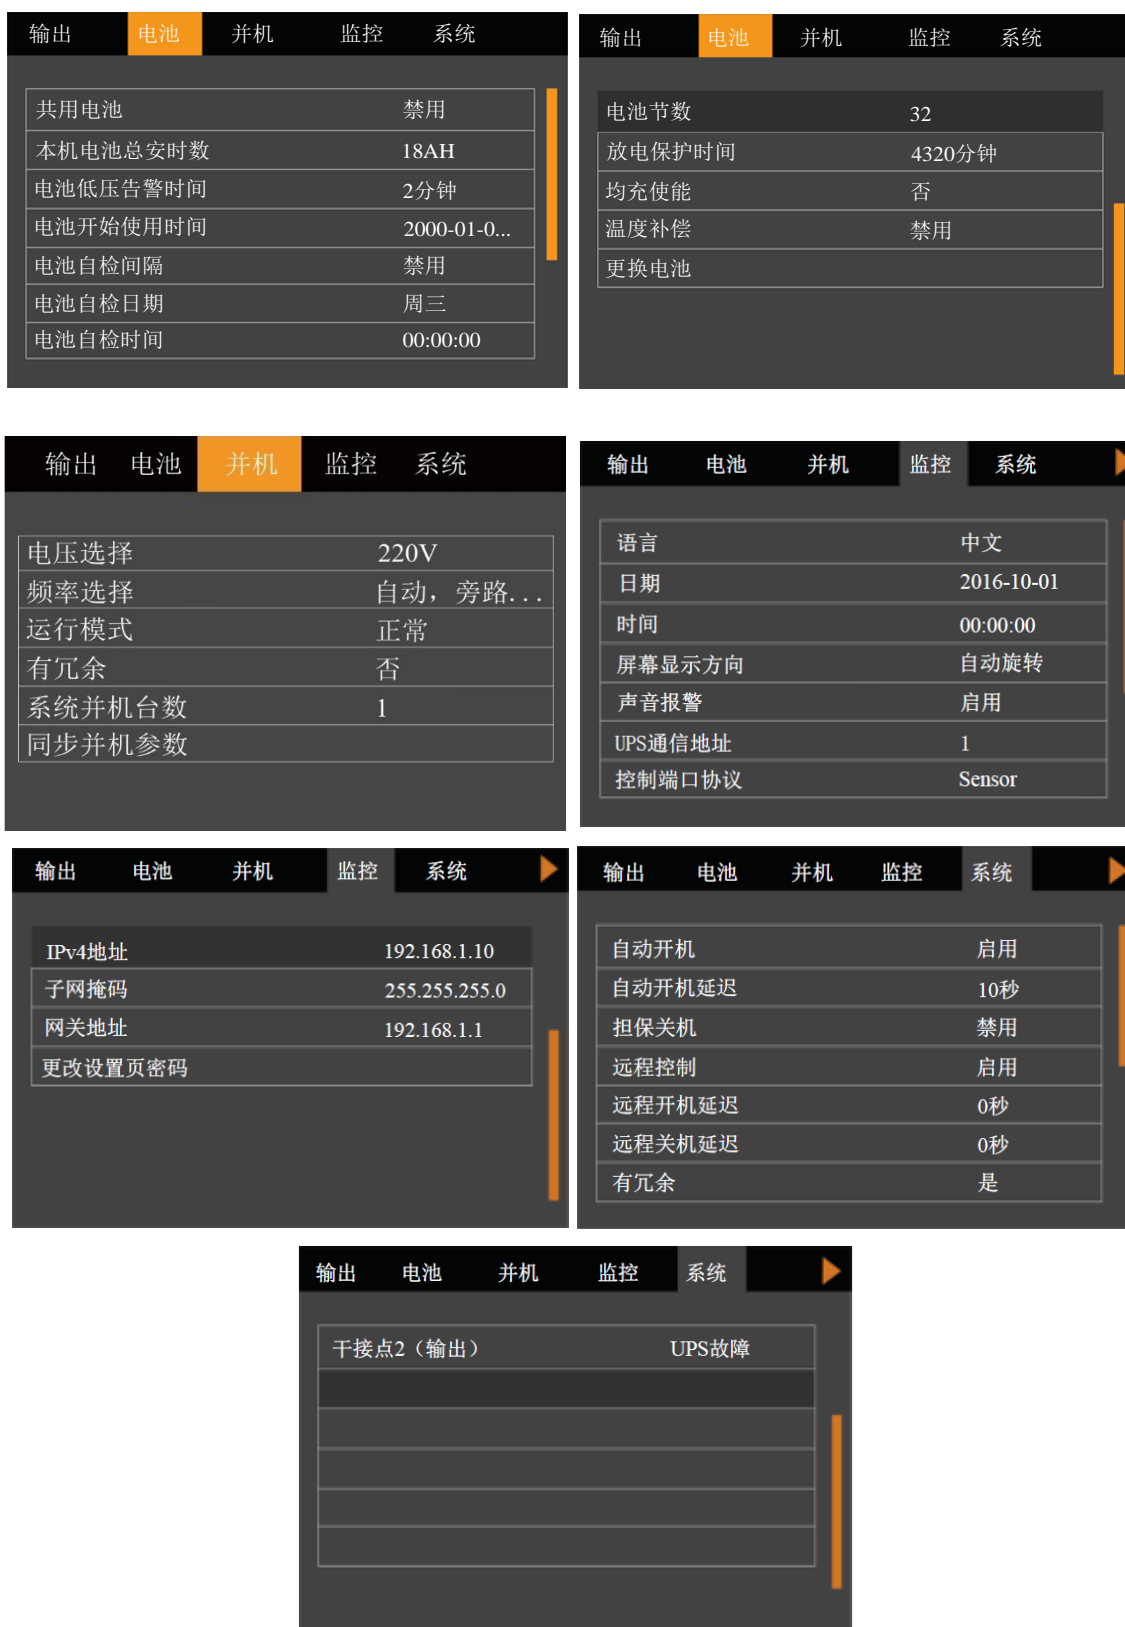 输出 电池 并机 监控 系统
共用电池 禁用
本机电池总安时数 18AH
电池低压告警时间 2分钟
电池开始使用时间 2000-01-0...
电池自检间隔 禁用
电池自检日期 周三
电池自检时间 00:00:00
输出 电池 并机 监控 系统
电池节数 32
放电保护时间 4320分钟
均充使能 否
温度补偿 禁用
更换电池
输出 电池 并机 监控 系统
电压选择 220V
频率选择 自动，旁路...
运行模式 正常
有冗余 否
系统并机台数 1
同步并机参数
输出 电池 并机 监控 系统
语言 中文
日期 2016-10-01
时间 00:00:00
屏幕显示方向 自动旋转
声音报警 启用
UPS通信地址 1
控制端口协议 Sensor
输出 电池 并机 监控 系统
IPv4地址 192.168.1.10
子网掩码 255.255.255.0
网关地址 192.168.1.1
更改设置页密码
输出 电池 并机 监控 系统
自动开机 启用
自动开机延迟 10秒
担保关机 禁用
远程控制 启用
远程开机延迟 0秒
远程关机延迟 0秒
有冗余 是
输出 电池 并机 监控 系统
干接点2（输出） UPS故障